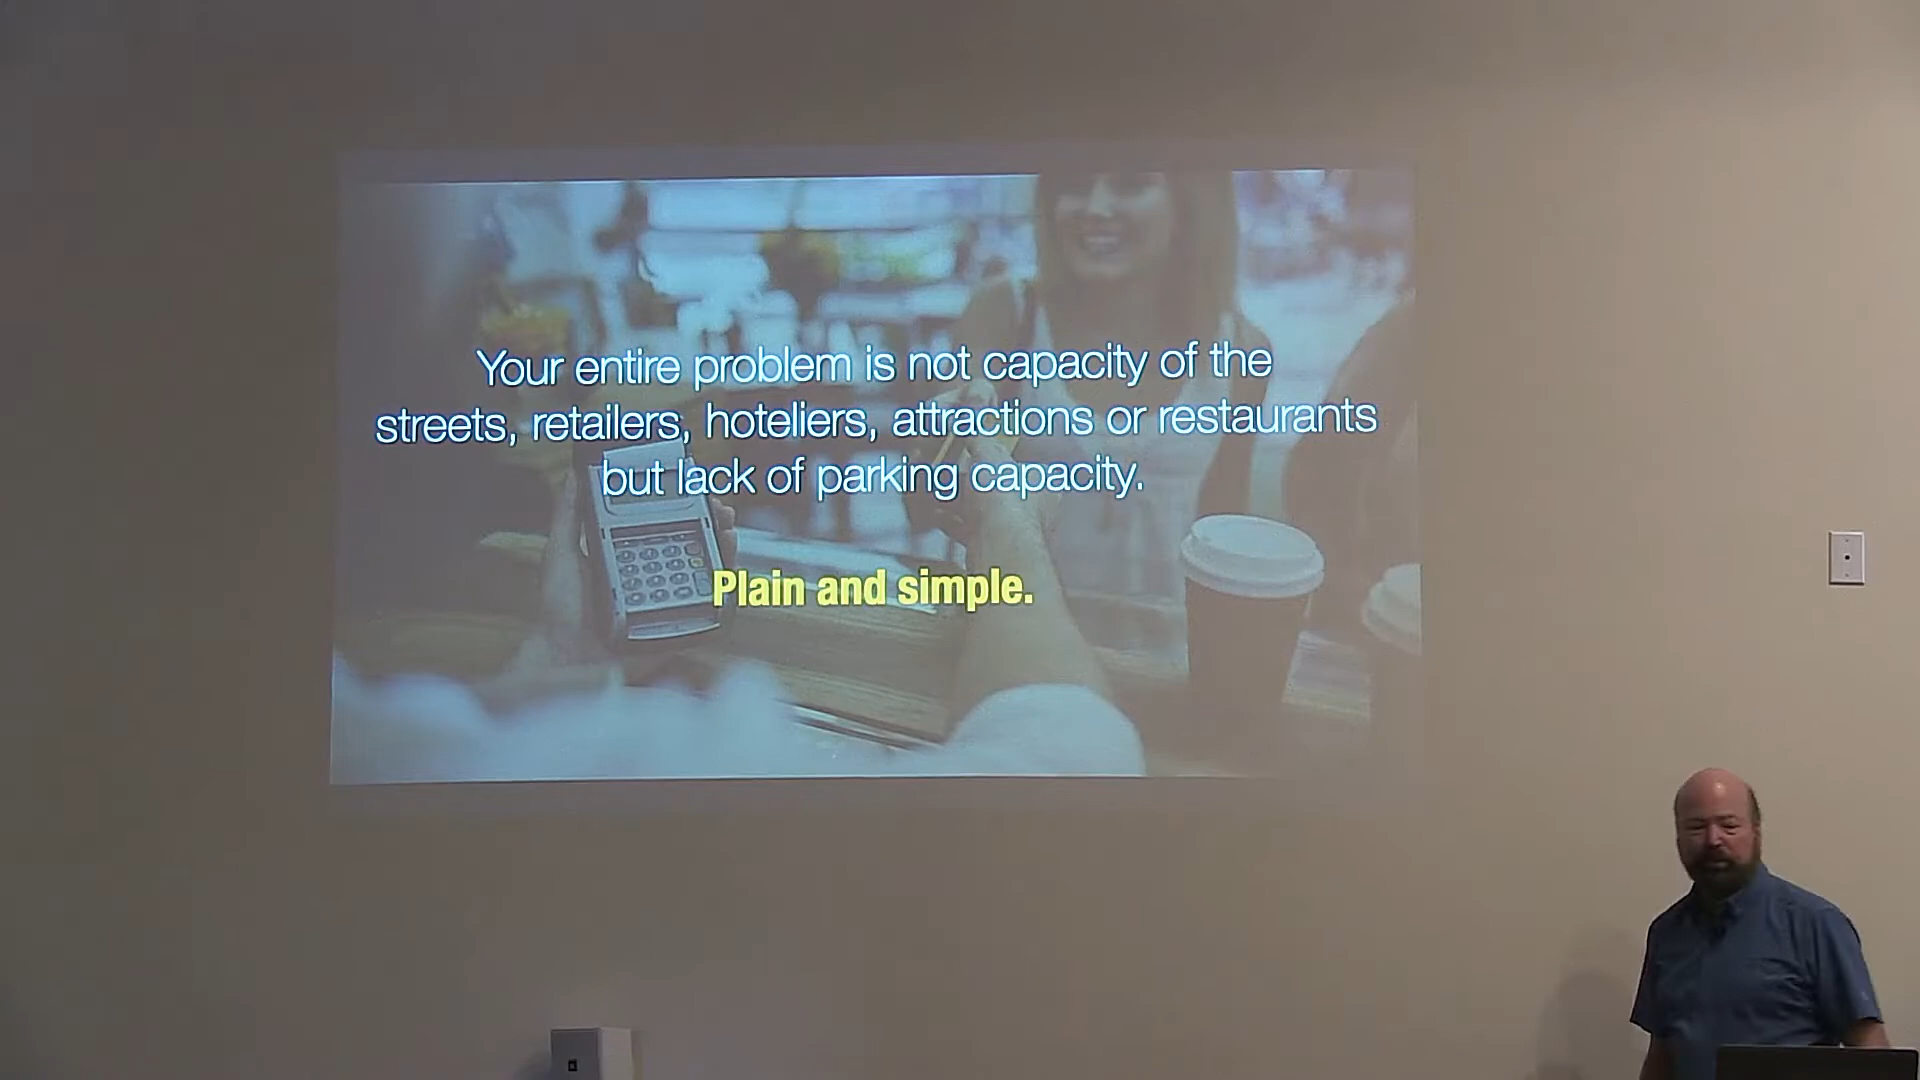 Your entire problem is not capacity of the
streets, retailers, hoteliers, attractions or restaurants
but lack of parking capacity.
Plain and simple.